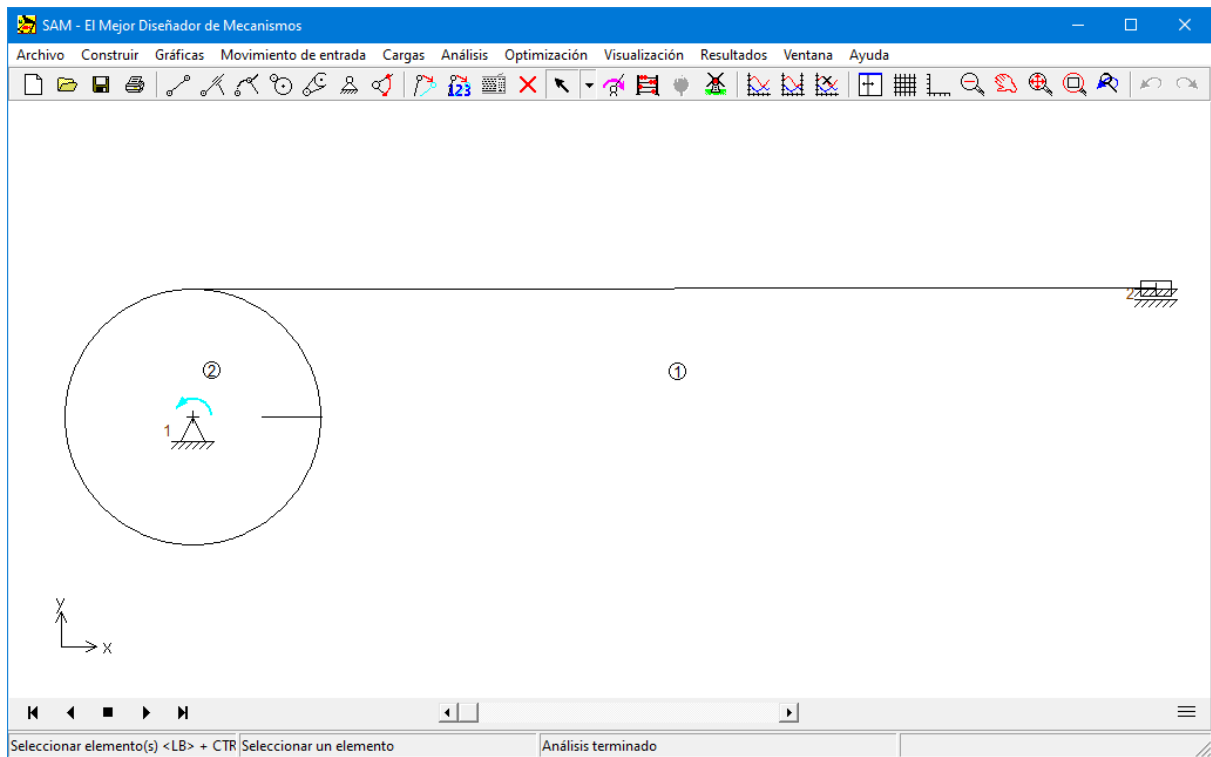 SAM - El Mejor Diseñador de Mecanismos
Archivo Construir Gráficas Movimiento de entrada Cargas Análisis Optimización Visualización Resultados Ventana Ayuda
123
2
2
1
1
y
x
Seleccionar elemento(s) <LB> + CTR Seleccionar un elemento Análisis terminado